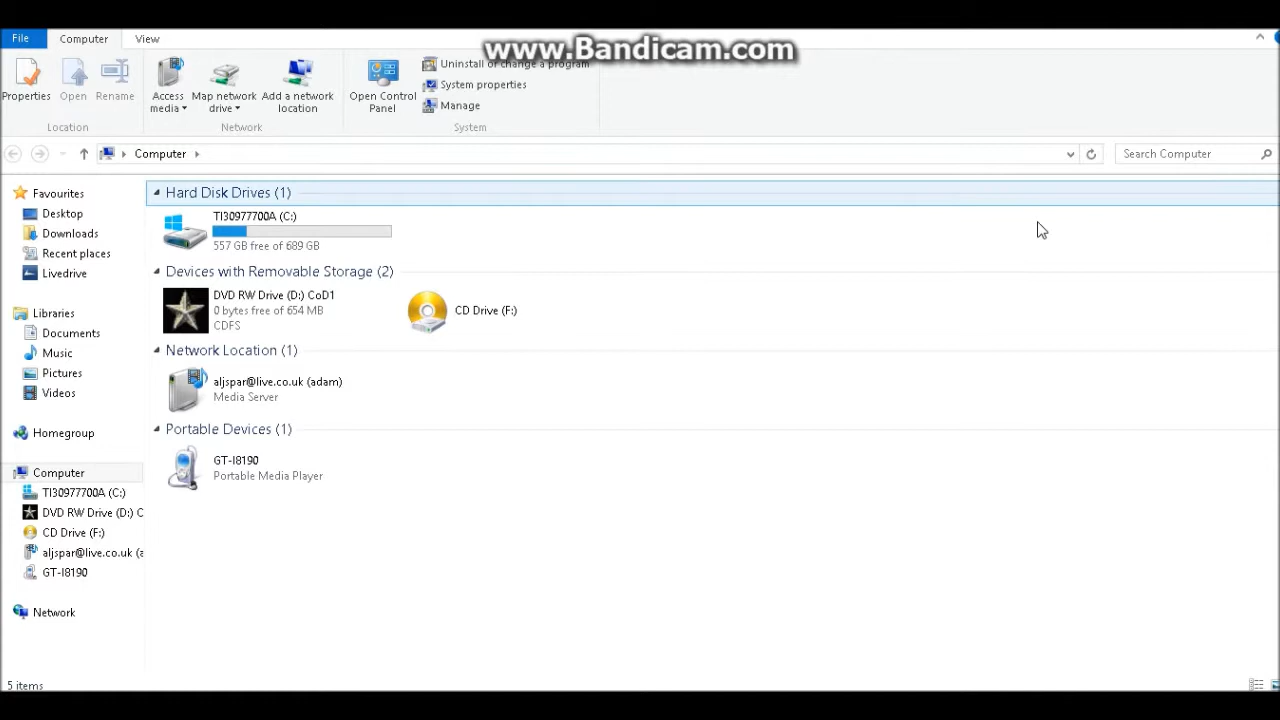 www.Bandicam.com
File
Computer
View
Properties
Open
Rename
Access media
Map network drive
Add a network location
Open Control Panel
Uninstall or change a program
System properties
Manage
Location
Network
System
Computer
Search Computer
Favourites
Desktop
Downloads
Recent places
Livedrive
Libraries
Documents
Music
Pictures
Videos
Homegroup
Computer
TI30977700A (C:)
DVD RW Drive (D:) C
CD Drive (F:)
aljspar@live.co.uk (a
GT-I8190
Network
Hard Disk Drives (1)
TI30977700A (C:)
557 GB free of 689 GB
Devices with Removable Storage (2)
DVD RW Drive (D:) CoD1
0 bytes free of 654 MB
CDFS
CD Drive (F:)
Network Location (1)
aljspar@live.co.uk (adam)
Media Server
Portable Devices (1)
GT-I8190
Portable Media Player
5 items